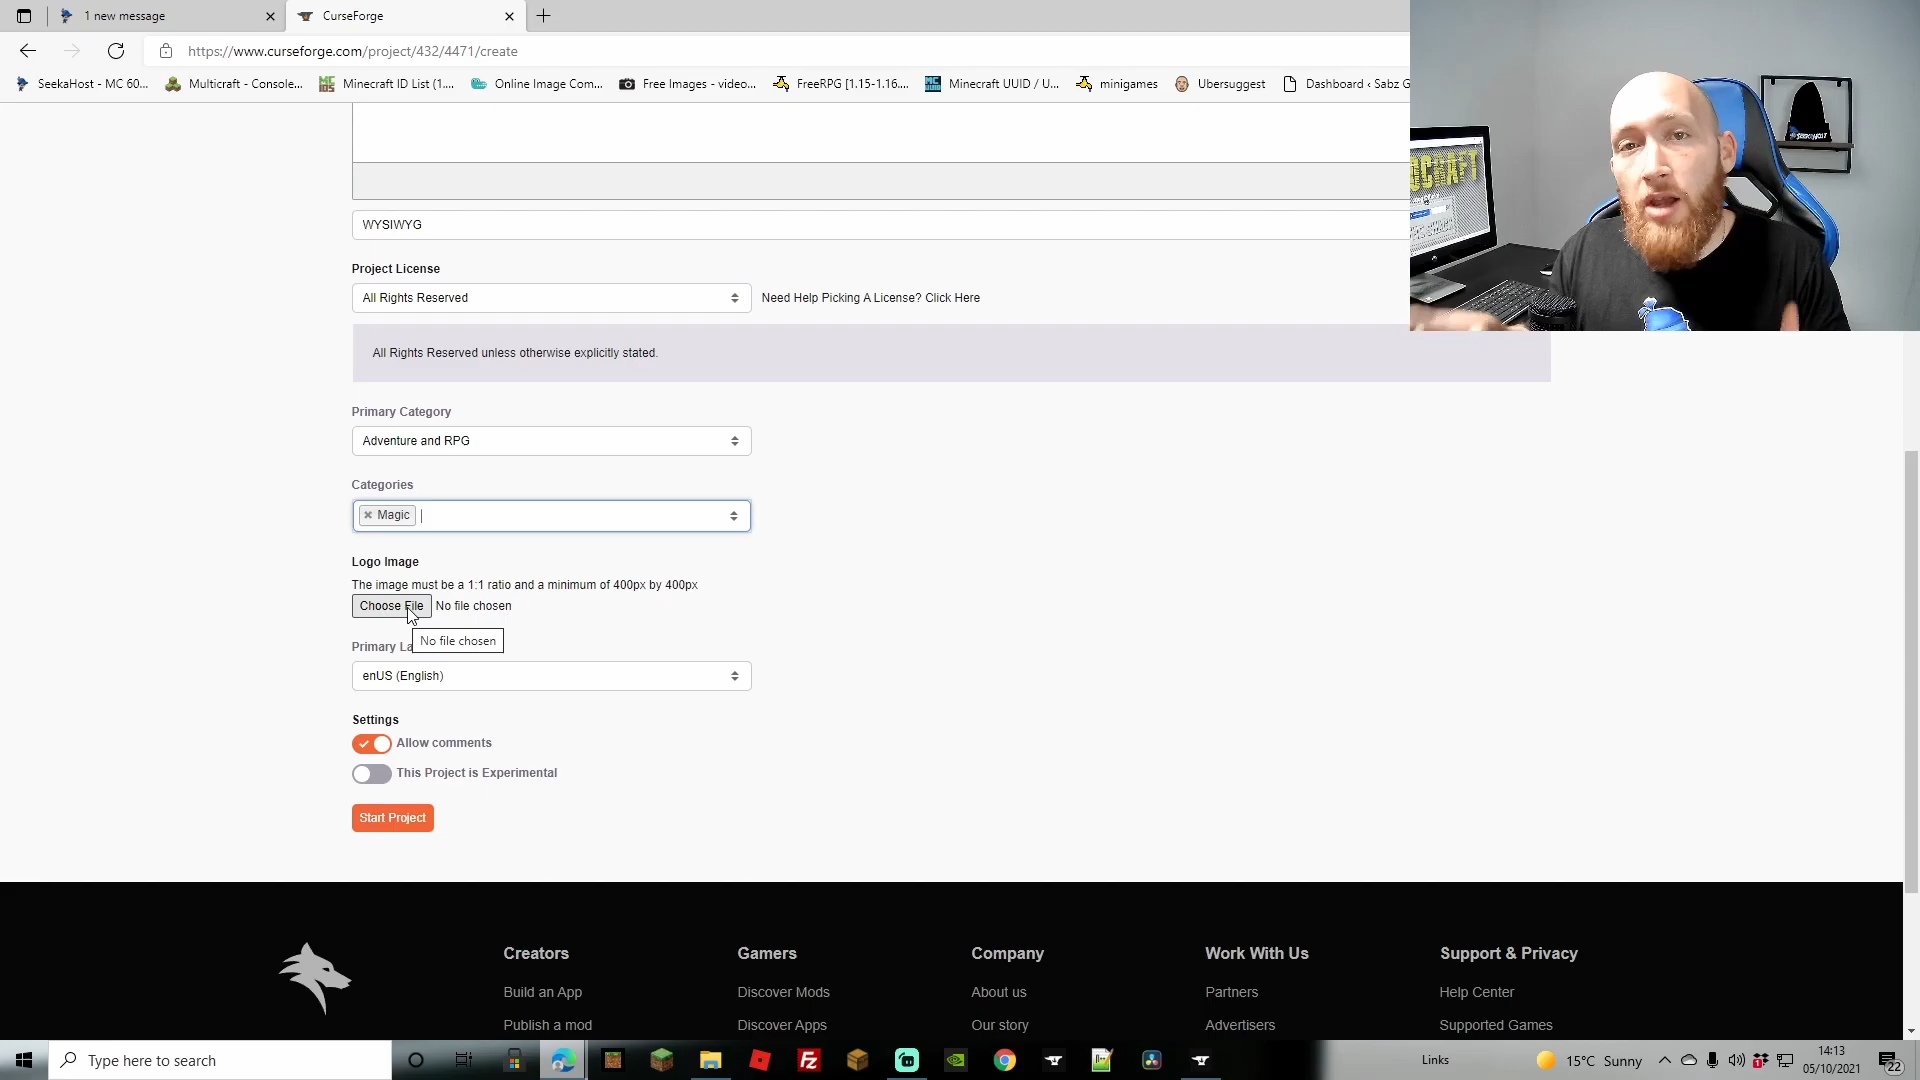 1 new message
CurseForge
https://www.curseforge.com/project/432/4471/create
SeekaHost - MC 60...
Multicraft - Console...
Minecraft ID List (1....
Online Image Com...
Free Images - video...
FreeRPG [1.15-1.16....
Minecraft UUID / U...
minigames
Ubersuggest
Dashboard ‹ Sabz G
OCRAFT
SEEKAHOST
WYSIWYG
Project License
All Rights Reserved
Need Help Picking A License? Click Here
All Rights Reserved unless otherwise explicitly stated.
Primary Category
Adventure and RPG
Categories
Magic
Logo Image
The image must be a 1:1 ratio and a minimum of 400px by 400px
Choose File No file chosen
No file chosen
Primary La
enUS (English)
Settings
Allow comments
This Project is Experimental
Start Project
Creators
Gamers
Company
Work With Us
Support & Privacy
Build an App
Discover Mods
About us
Partners
Help Center
Publish a mod
Discover Apps
Our story
Advertisers
Supported Games
Type here to search
Links
15°C Sunny
14:13
05/10/2021
22